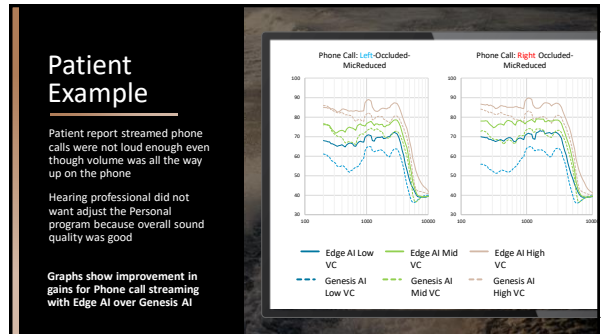 Patient
Example
Patient report streamed phone
calls were not loud enough even
though volume was all the way
up on the phone
Hearing professional did not
want adjust the Personal
program because overall sound
quality was good
Graphs show improvement in
gains for Phone call streaming
with Edge AI over Genesis AI
Phone Call: Left-Occluded-
MicReduced
100
90
80
70
60
50
40
30
100
1000
10000
Phone Call: Right Occluded-
MicReduced
100
90
80
70
60
50
40
30
100
1000
1000
Edge AI Low
VC
Edge AI Mid
VC
Edge AI High
VC
Genesis AI
Low VC
Genesis AI
Mid VC
Genesis AI
High VC